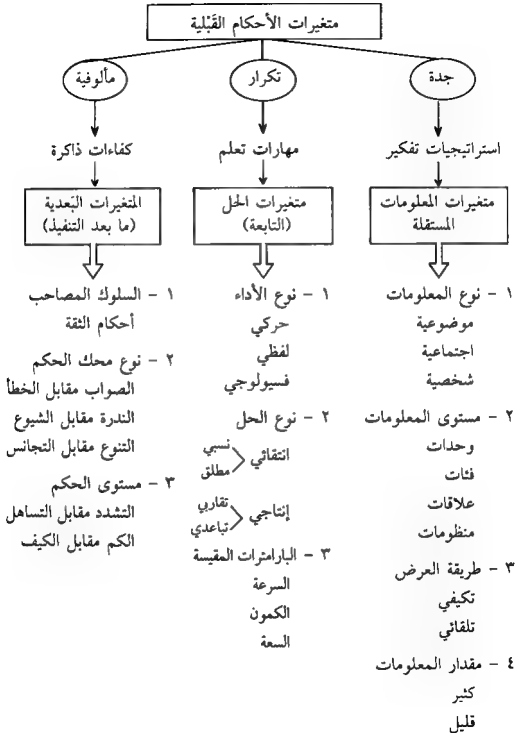 متغيرات الأحكام القَبْلية
جدة
تكرار
مألوفية
استراتيجيات تفكير
مهارات تعلم
كفاءات ذاكرة
متغيرات المعلومات
المستقلة
متغيرات الحل
(التابعة)
المتغيرات البَعدية
(ما بعد التنفيذ)
١ - نوع المعلومات
موضوعية
اجتماعية
شخصية
٢ - مستوى المعلومات
وحدات
فئات
علاقات
منظومات
٣ - طريقة العرض
تكيفي
تلقائي
٤ - مقدار المعلومات
كثير
قليل
١ - نوع الأداء
حركي
لفظي
فسيولوجي
٢ - نوع الحل
انتقائي
نسبي
مطلق
إنتاجي
تقاربي
تباعدي
٣ - البارامترات المقيسة
السرعة
الكمون
السعة
١ - السلوك المصاحب
أحكام الثقة
٢ - نوع محك الحكم
الصواب مقابل الخطأ
الندرة مقابل الشيوع
التنوع مقابل التجانس
٣ - مستوى الحكم
التشدد مقابل التساهل
الكم مقابل الكيف